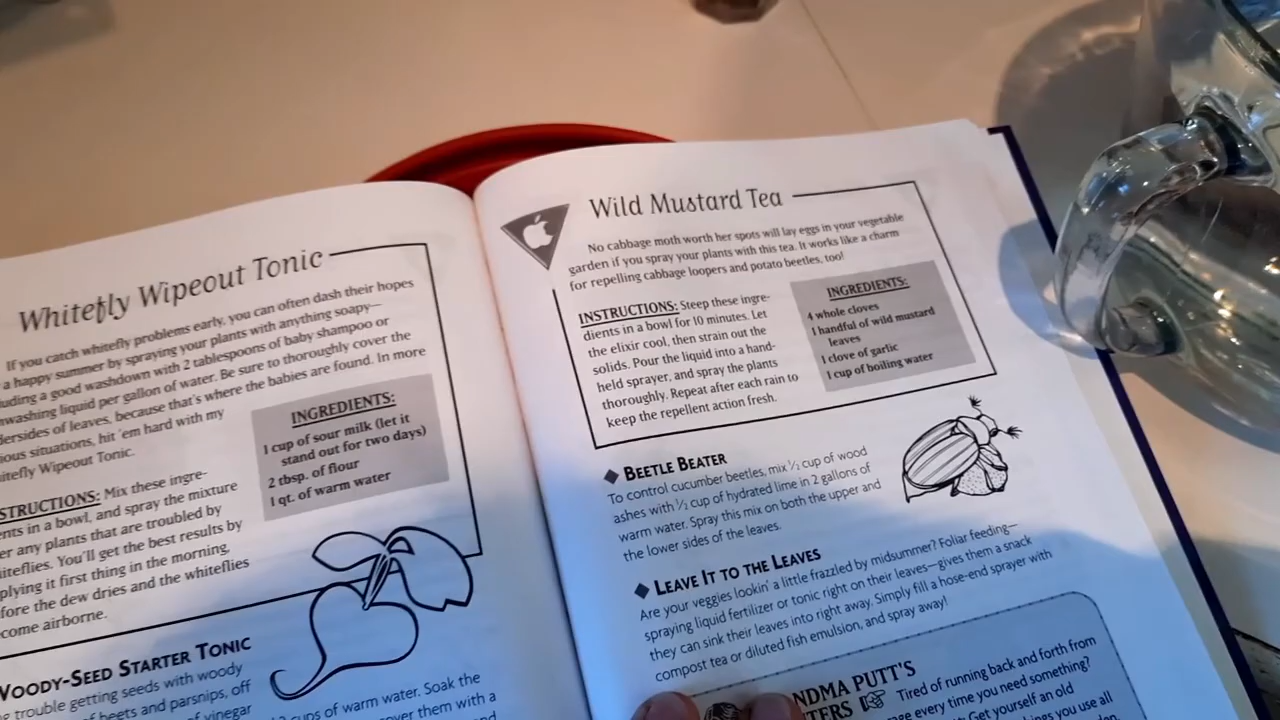 Whitefly Wipeout Tonic
If you catch whitefly problems early, you can often dash their hopes
a happy summer by spraying your plants with anything soapy—
luding a good washdown with 2 tablespoons of baby shampoo or
washing liquid per gallon of water. Be sure to thoroughly cover the
dersides of leaves, because that's where the babies are found. In more
ious situations, hit 'em hard with my
itefly Wipeout Tonic.
INGREDIENTS:
1 cup of sour milk (let it
stand out for two days)
2 tbsp. of flour
1 qt. of warm water
STRUCTIONS: Mix these ingre-
ents in a bowl, and spray the mixture
er any plants that are troubled by
iteflies. You'll get the best results by
plying it first thing in the morning,
fore the dew dries and the whiteflies
come airborne.
WOODY-SEED STARTER TONIC
trouble getting seeds with woody
of beets and parsnips, off
of vinegar
cups of warm water. Soak the
over them with a
Wild Mustard Tea
No cabbage moth worth her spots will lay eggs in your vegetable
garden if you spray your plants with this tea. It works like a charm
for repelling cabbage loopers and potato beetles, too!
INSTRUCTIONS: Steep these ingre-
dients in a bowl for 10 minutes. Let
the elixir cool, then strain out the
solids. Pour the liquid into a hand-
held sprayer, and spray the plants
thoroughly. Repeat after each rain to
keep the repellent action fresh.
INGREDIENTS:
4 whole cloves
1 handful of wild mustard
leaves
1 clove of garlic
1 cup of boiling water
◆ BEETLE BEATER
To control cucumber beetles, mix ½ cup of wood
ashes with ½ cup of hydrated lime in 2 gallons of
warm water. Spray this mix on both the upper and
the lower sides of the leaves.
◆ LEAVE IT TO THE LEAVES
Are your veggies lookin' a little frazzled by midsummer? Foliar feeding—
spraying liquid fertilizer or tonic right on their leaves—gives them a snack
they can sink their leaves into right away. Simply fill a hose-end sprayer with
compost tea or diluted fish emulsion, and spray away!
NDMA PUTT'S
TERS ☞ Tired of running back and forth from
age every time you need something?
Get yourself an old
ings you use all